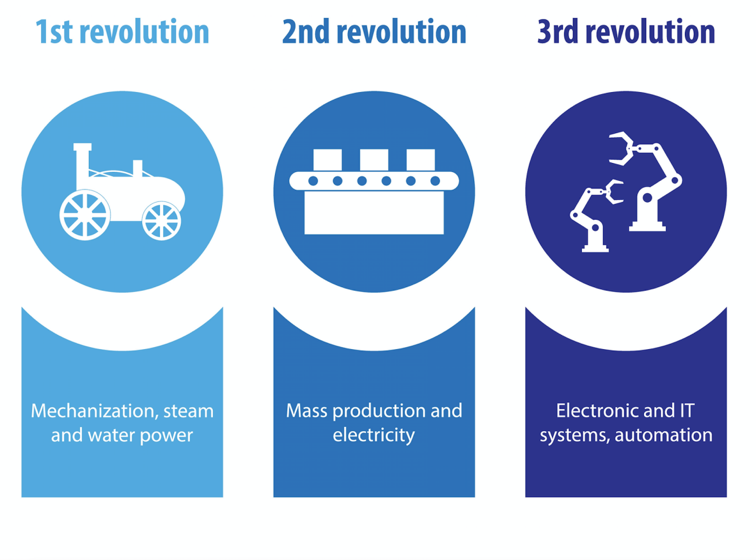 1st revolution
2nd revolution
3rd revolution
Mechanization, steam
and water power
Mass production and
electricity
Electronic and IT
systems, automation